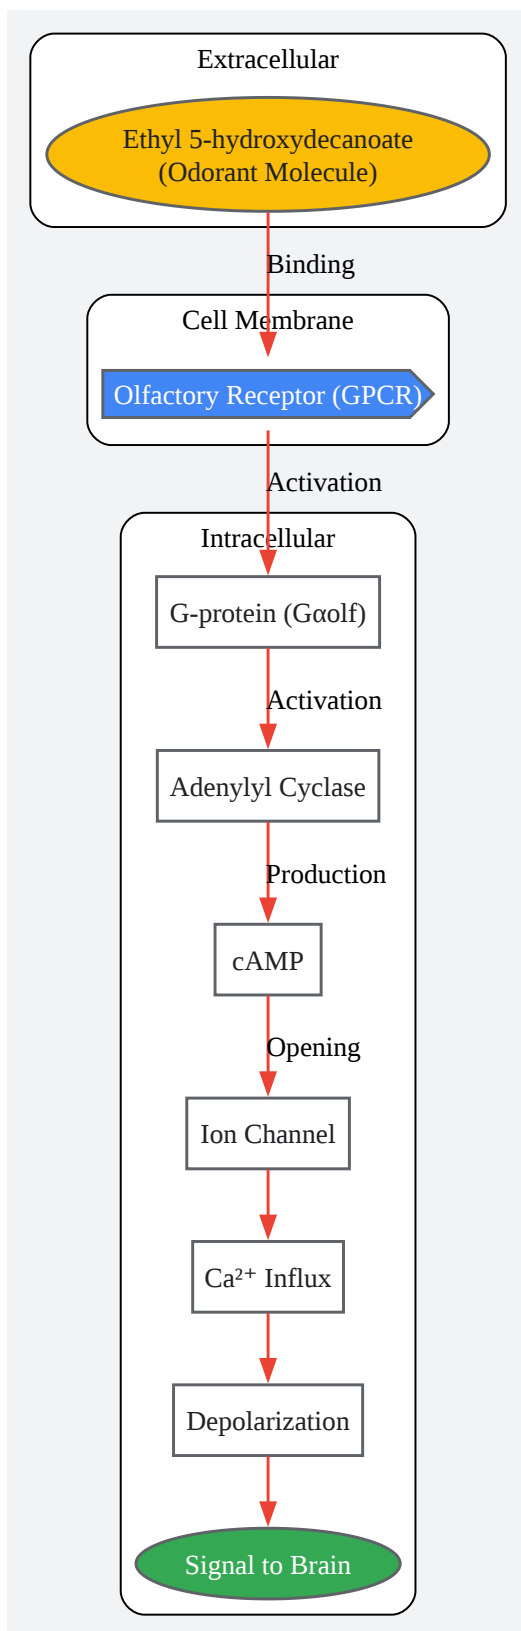 Extracellular
Ethyl 5-hydroxydecanoate
(Odorant Molecule)
Binding
Cell Membrane
Olfactory Receptor (GPCR)
Activation
Intracellular
G-protein (Gαolf)
Activation
Adenylyl Cyclase
Production
cAMP
Opening
Ion Channel
Ca²⁺ Influx
Depolarization
Signal to Brain